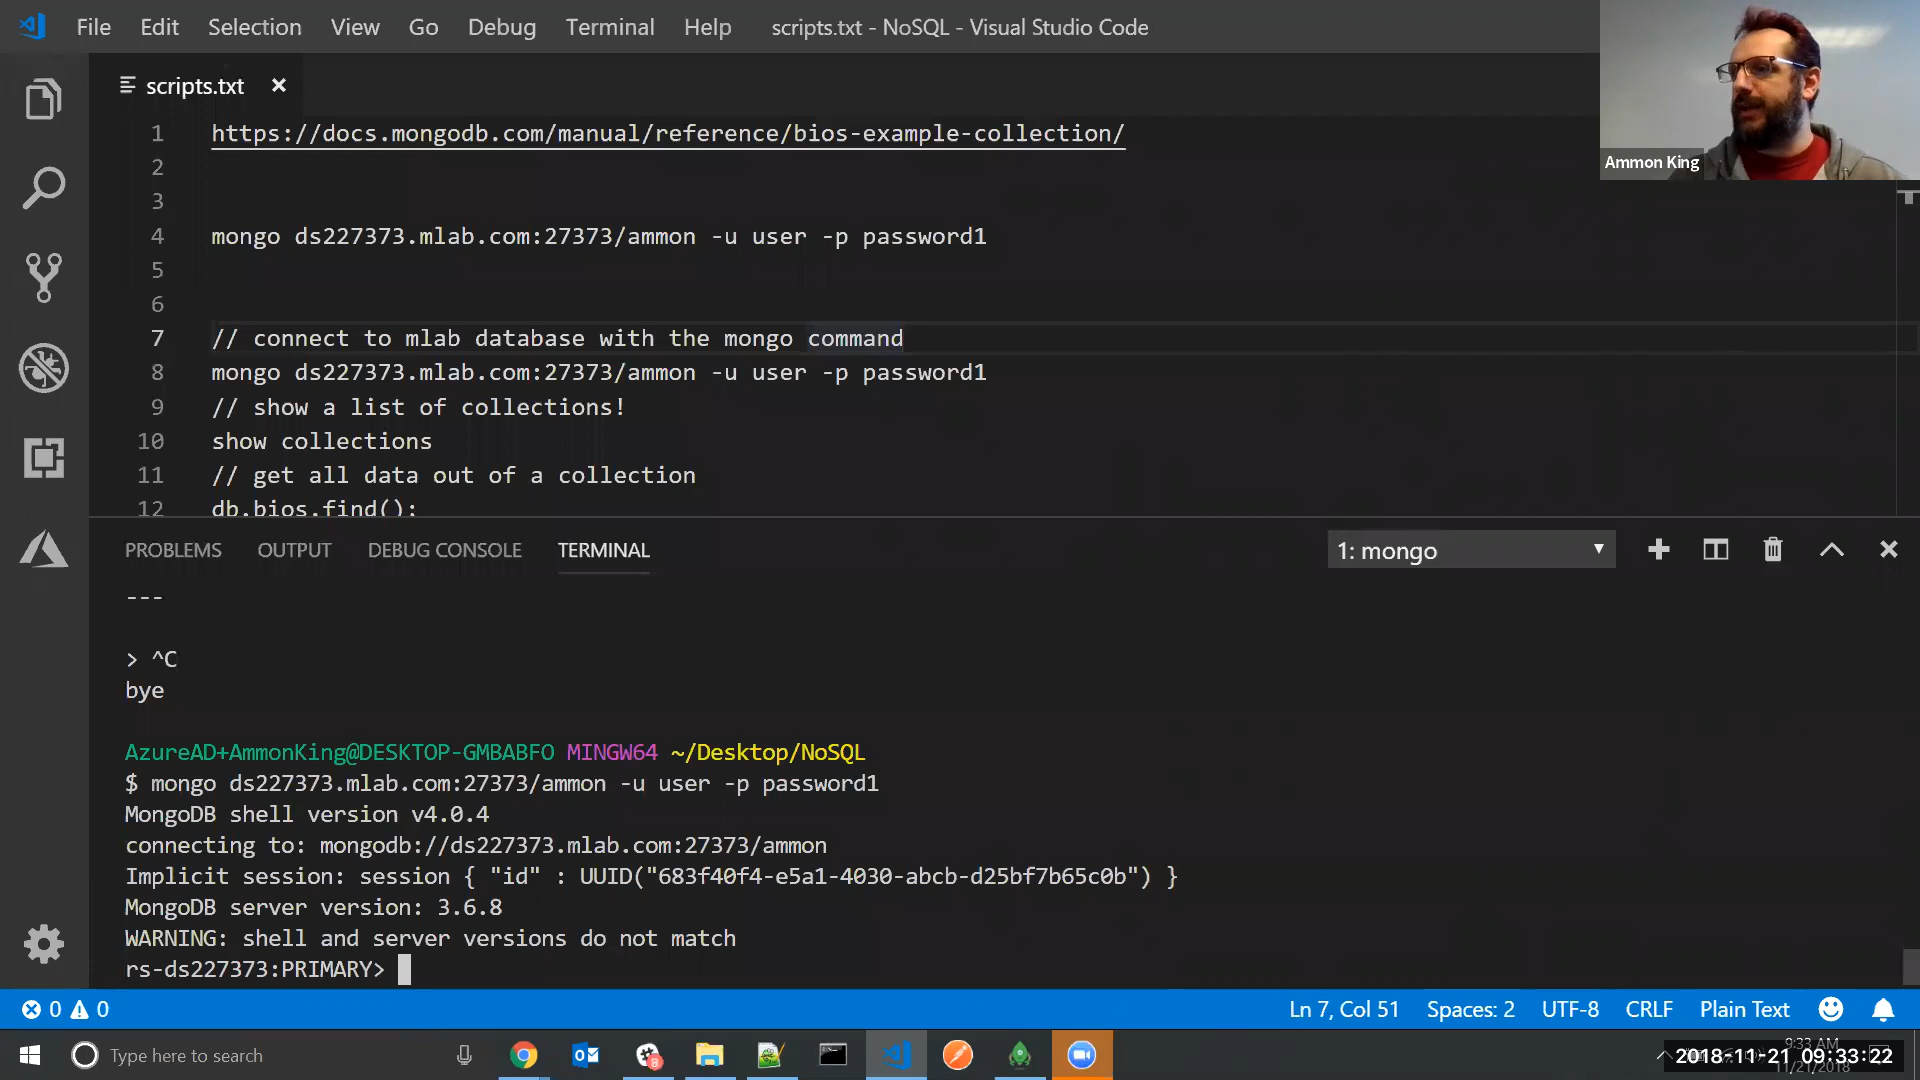 File Edit Selection View Go Debug Terminal Help scripts.txt - NoSQL - Visual Studio Code
scripts.txt
Ammon King
1 https://docs.mongodb.com/manual/reference/bios-example-collection/
2
3
4 mongo ds227373.mlab.com:27373/ammon -u user -p password1
5
6
7 // connect to mlab database with the mongo command
8 mongo ds227373.mlab.com:27373/ammon -u user -p password1
9 // show a list of collections!
10 show collections
11 // get all data out of a collection
12 db.bios.find();
PROBLEMS OUTPUT DEBUG CONSOLE TERMINAL 1: mongo
---
> ^C
bye
AzureAD+AmmonKing@DESKTOP-GMBABFO MINGW64 ~/Desktop/NoSQL
$ mongo ds227373.mlab.com:27373/ammon -u user -p password1
MongoDB shell version v4.0.4
connecting to: mongodb://ds227373.mlab.com:27373/ammon
Implicit session: session { "id" : UUID("683f40f4-e5a1-4030-abcb-d25bf7b65c0b") }
MongoDB server version: 3.6.8
WARNING: shell and server versions do not match
rs-ds227373:PRIMARY>
0 0 Ln 7, Col 51 Spaces: 2 UTF-8 CRLF Plain Text
Type here to search
8
9:33 AM
2018-11-21 09:33:22
11/21/2018